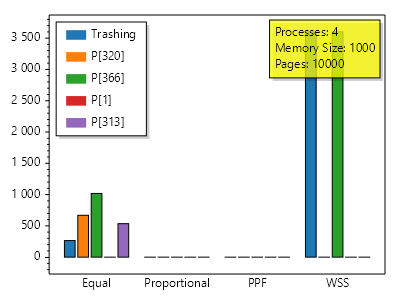 Processes: 4
Memory Size: 1000
Pages: 10000
Trashing
P[320]
P[366]
P[1]
P[313]
3 500
3 000
2 500
2 000
1 500
1 000
500
0
Equal
Proportional
PPF
WSS